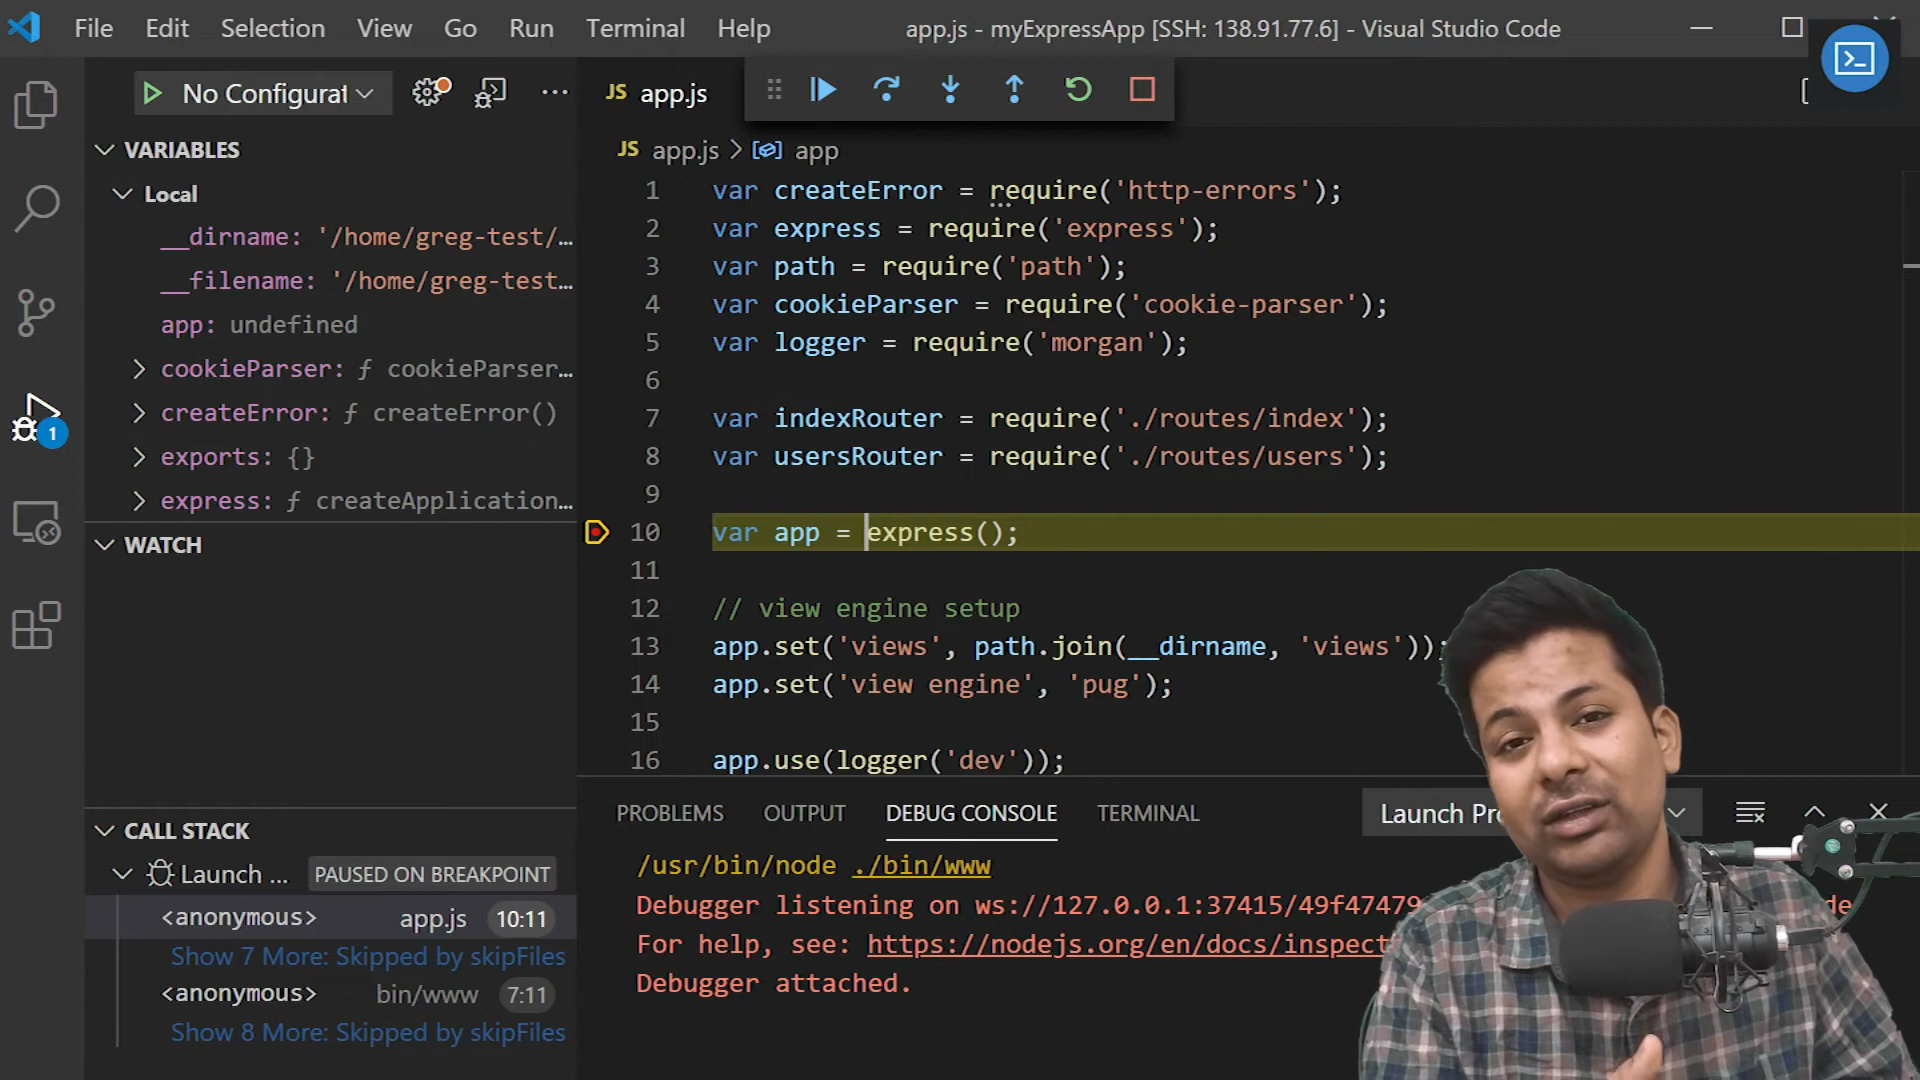 File Edit Selection View Go Run Terminal Help
app.js - myExpressApp [SSH: 138.91.77.6] - Visual Studio Code
No Configurat
JS app.js
VARIABLES
Local
__dirname: '/home/greg-test/…
__filename: '/home/greg-test…
app: undefined
cookieParser: ƒ cookieParser…
createError: ƒ createError()
exports: {}
express: ƒ createApplication…
1
WATCH
CALL STACK
Launch ... PAUSED ON BREAKPOINT
<anonymous> app.js 10:11
Show 7 More: Skipped by skipFiles
<anonymous> bin/www 7:11
Show 8 More: Skipped by skipFiles
JS app.js > app
1 var createError = require('http-errors');
2 var express = require('express');
3 var path = require('path');
4 var cookieParser = require('cookie-parser');
5 var logger = require('morgan');
6
7 var indexRouter = require('./routes/index');
8 var usersRouter = require('./routes/users');
9
10 var app = express();
11
12 // view engine setup
13 app.set('views', path.join(__dirname, 'views'));
14 app.set('view engine', 'pug');
15
16 app.use(logger('dev'));
PROBLEMS OUTPUT DEBUG CONSOLE TERMINAL
/usr/bin/node ./bin/www
Debugger listening on ws://127.0.0.1:37415/49f47479
For help, see: https://nodejs.org/en/docs/inspect
Debugger attached.